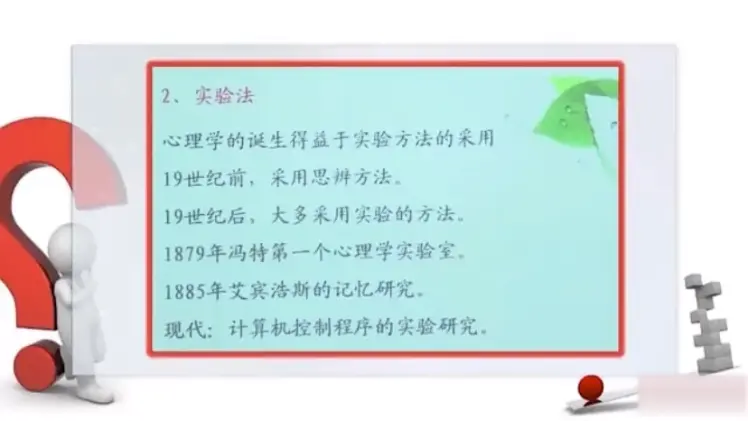 2、实验法
心理学的诞生得益于实验方法的采用
19世纪前，采用思辨方法。
19世纪后，大多采用实验的方法。
1879年冯特第一个心理学实验室。
1885年艾宾浩斯的记忆研究。
现代：计算机控制程序的实验研究。